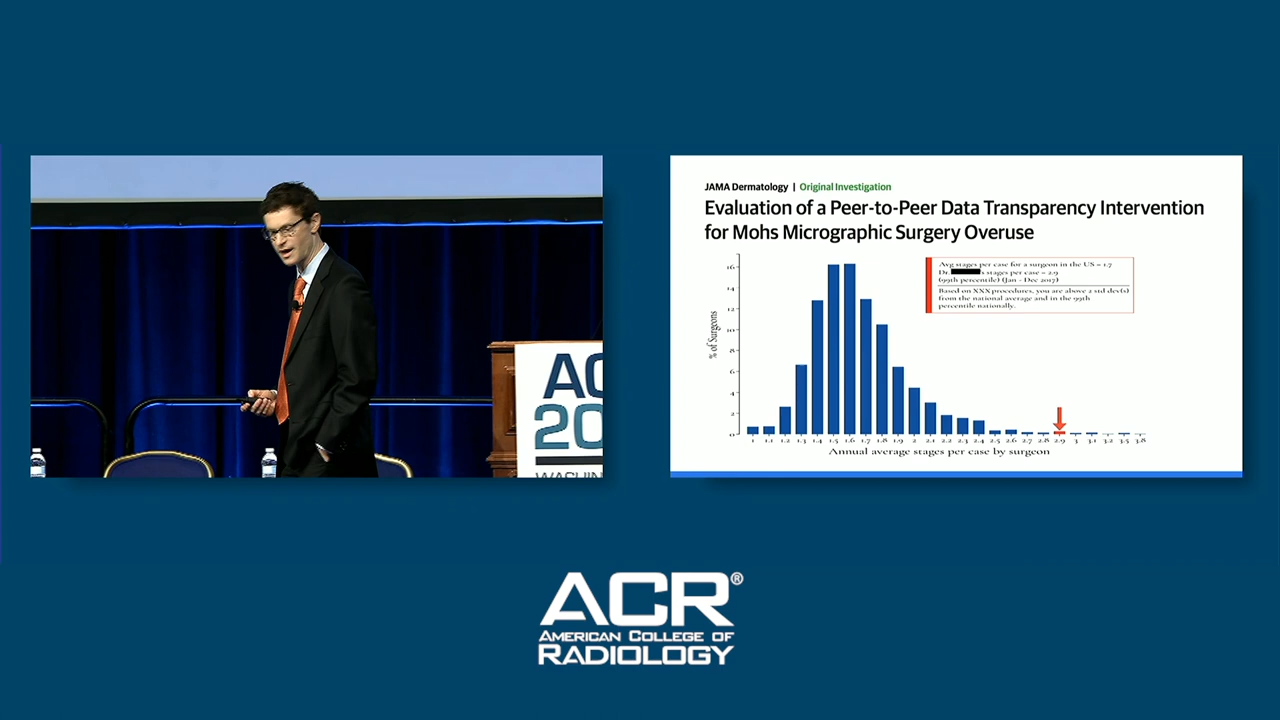 AC
20
WASHIN
JAMA Dermatology | Original Investigation
Evaluation of a Peer-to-Peer Data Transparency Intervention
for Mohs Micrographic Surgery Overuse
Avg stages per case for a surgeon in the US = 1.7
Dr. s stages per case = 2.9
(99th percentile) (Jan - Dec 2017)
Based on XXX procedures, you are above 2 std dev(s)
from the national average and in the 99th
percentile nationally.
% of Surgeons
16
14
12
10
8
6
4
2
0
1 1.1 1.2 1.3 1.4 1.5 1.6 1.7 1.8 1.9 2 2.1 2.2 2.3 2.4 2.5 2.6 2.7 2.8 2.9 3 3.1 3.2 3.5 3.8
Annual average stages per case by surgeon
ACR®
AMERICAN COLLEGE OF
RADIOLOGY